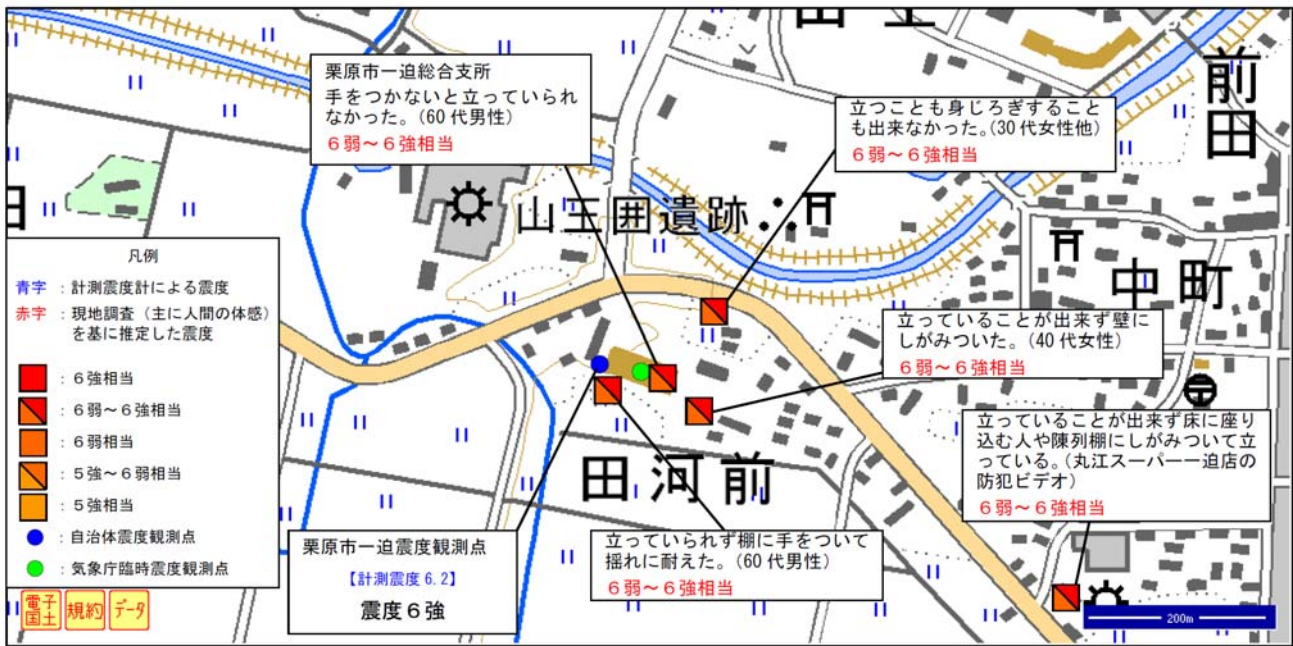 栗原市一迫総合支所
手をつかないと立っていられ
なかった。(60代男性)
6弱～6強相当
立つことも身じろぎすること
も出来なかった。(30代女性他)
6弱～6強相当
前田
山王囲遺跡
中町
凡例
青字 : 計測震度計による震度
赤字 : 現地調査（主に人間の体感）
を基に推定した震度
: 6強相当
: 6弱～6強相当
: 6弱相当
: 5強～6弱相当
: 5強相当
: 自治体震度観測点
: 気象庁臨時震度観測点
電子国土 規約 データ
立っていることが出来ず壁に
しがみついた。(40代女性)
6弱～6強相当
立っていることが出来ず床に座り
込む人や陳列棚にしがみついて立
っている。(丸江スーパー一迫店の
防犯ビデオ)
6弱～6強相当
田河前
栗原市一迫震度観測点
【計測震度6.2】
震度6強
立っていられず棚に手をついて
揺れに耐えた。(60代男性)
6弱～6強相当
200m